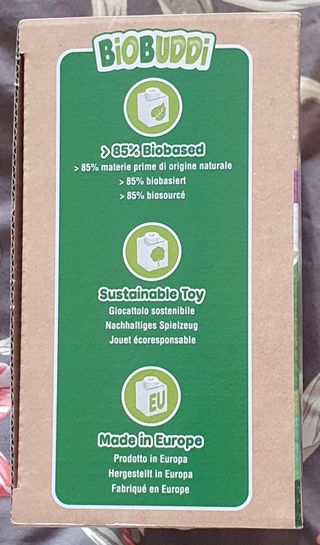 BiOBUDDi
> 85% Biobased
> 85% materie prime di origine naturale
> 85% biobasiert
> 85% biosourcé
Sustainable Toy
Giocattolo sostenibile
Nachhaltiges Spielzeug
Jouet écoresponsable
EU
Made in Europe
Prodotto in Europa
Hergestellt in Europa
Fabriqué en Europe